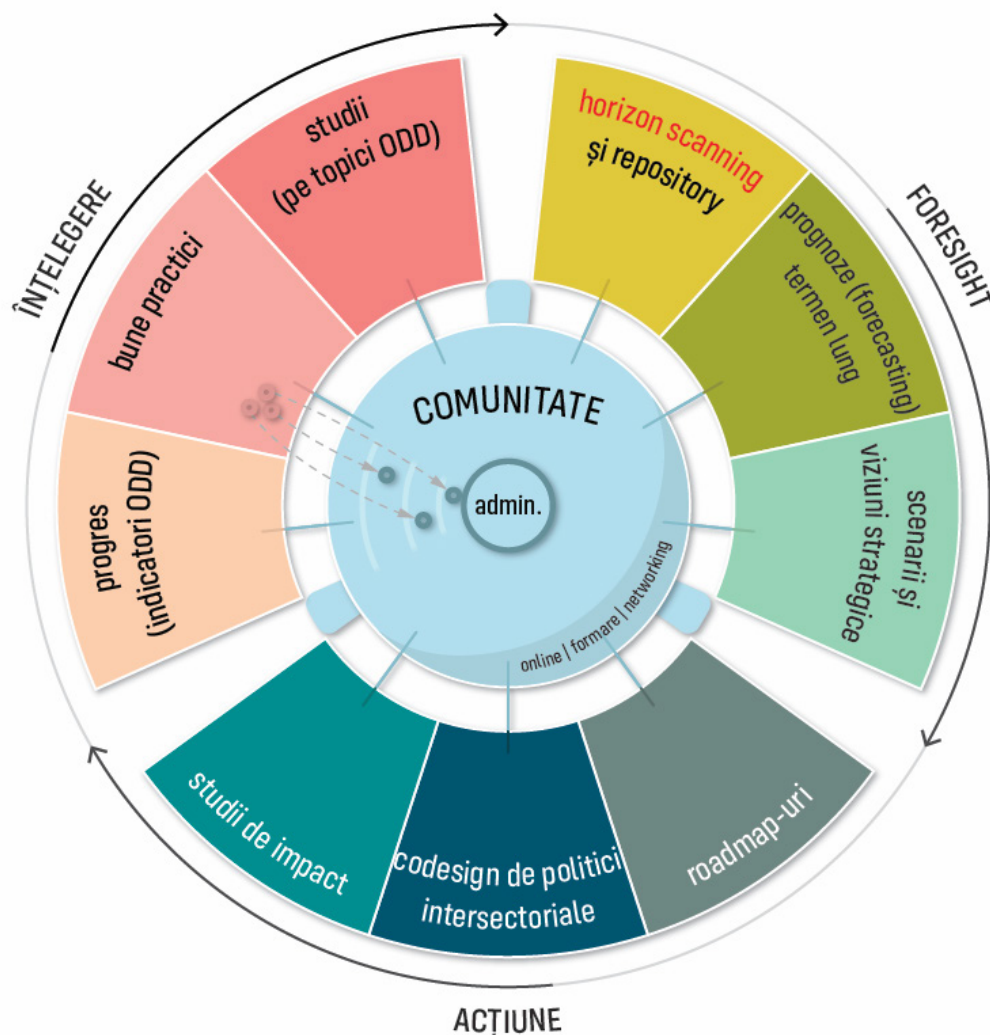 ÎNȚELEGERE
studii
(pe topici ODD)
bune practici
progres
(indicatori ODD)
FORESIGHT
horizon scanning
și repository
prognoze (forecasting)
termen lung
scenarii și
viziuni strategice
COMUNITATE
admin.
online | formare | networking
ACȚIUNE
roadmap-uri
codesign de politici
intersectoriale
studii de impact